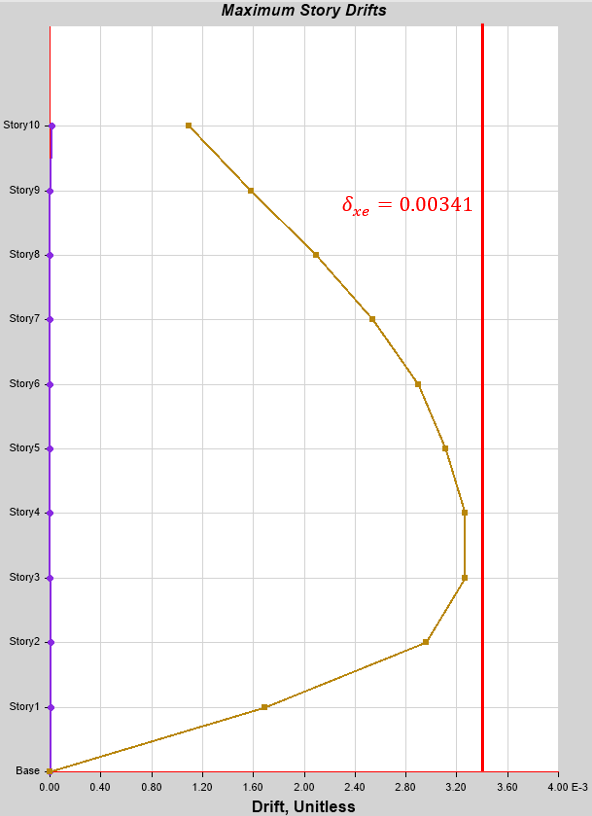 Maximum Story Drifts
Story10
Story9
δxe = 0.00341
Story8
Story7
Story6
Story5
Story4
Story3
Story2
Story1
Base
0.00 0.40 0.80 1.20 1.60 2.00 2.40 2.80 3.20 3.60 4.00 E-3
Drift, Unitless